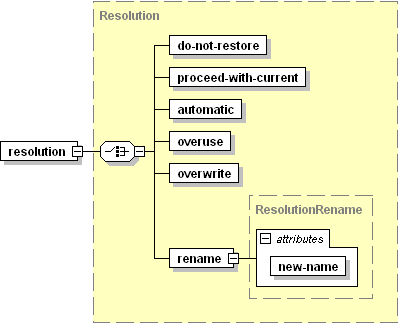 Resolution
do-not-restore
proceed-with-current
automatic
resolution
overuse
overwrite
ResolutionRename
attributes
rename
new-name